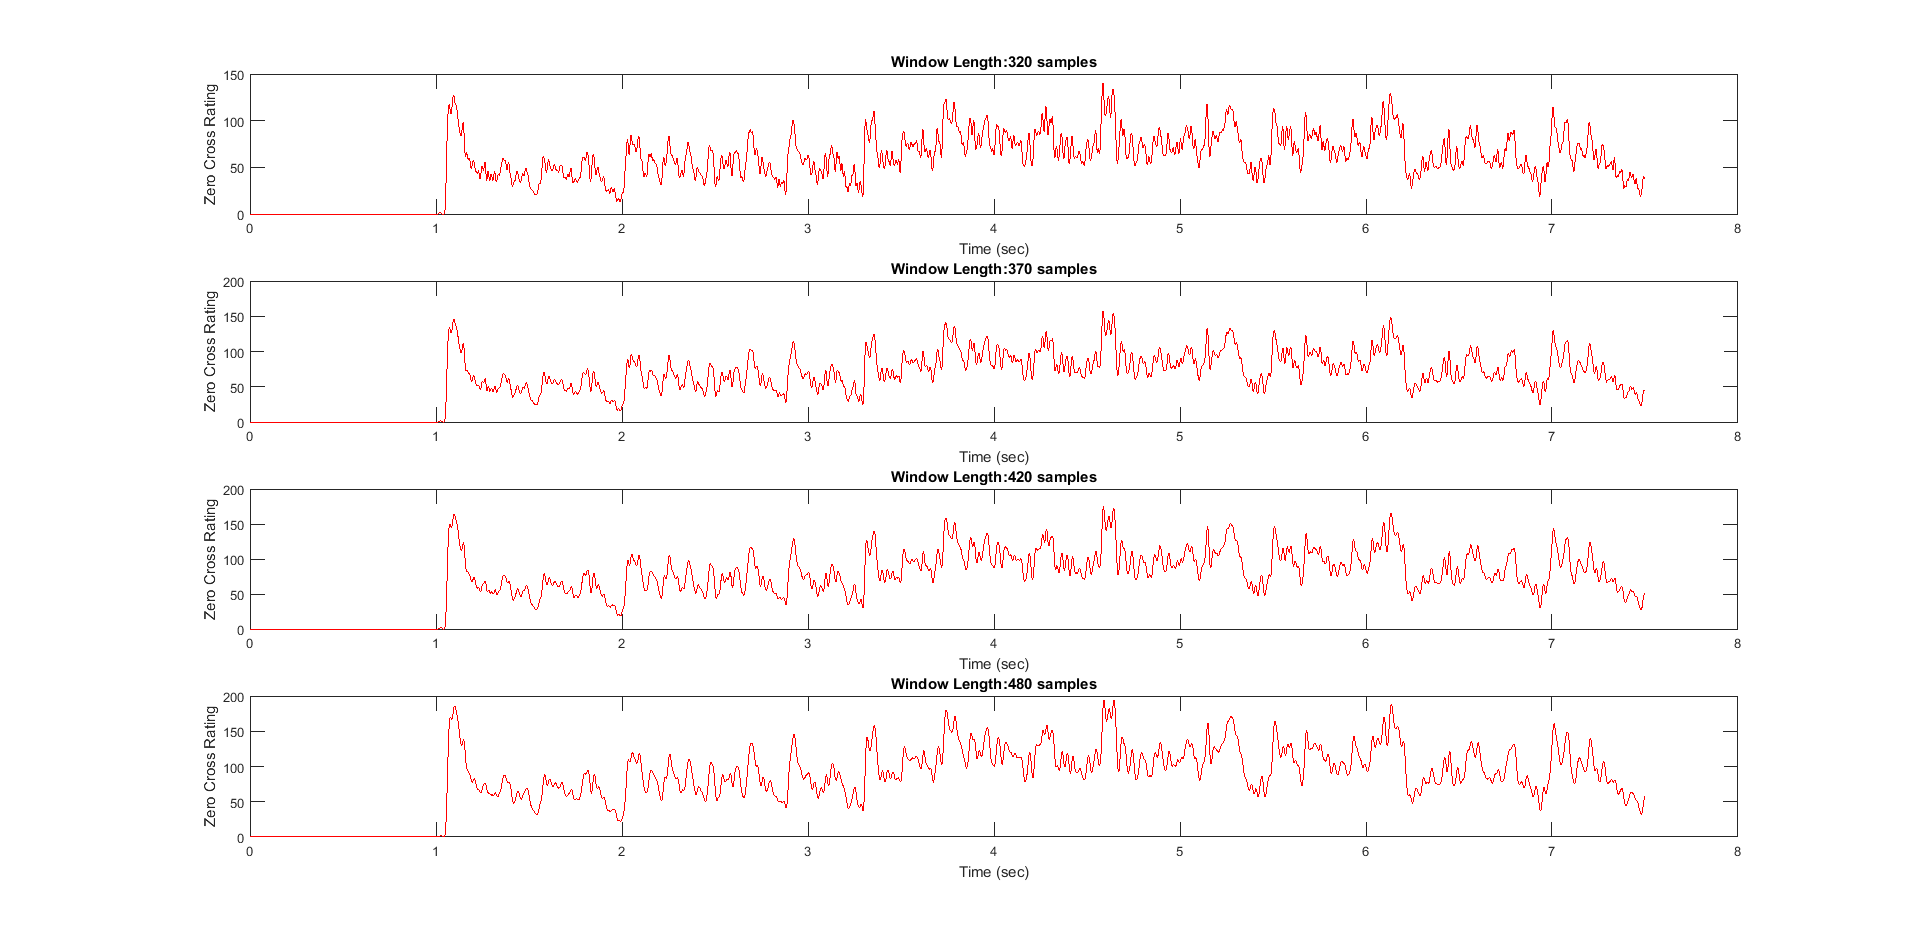 Window Length:320 samples
Zero Cross Rating
150
100
50
0
0 1 2 3 4 5 6 7 8
Time (sec)
Window Length:370 samples
Zero Cross Rating
200
150
100
50
0
0 1 2 3 4 5 6 7 8
Time (sec)
Window Length:420 samples
Zero Cross Rating
200
150
100
50
0
0 1 2 3 4 5 6 7 8
Time (sec)
Window Length:480 samples
Zero Cross Rating
200
150
100
50
0
0 1 2 3 4 5 6 7 8
Time (sec)